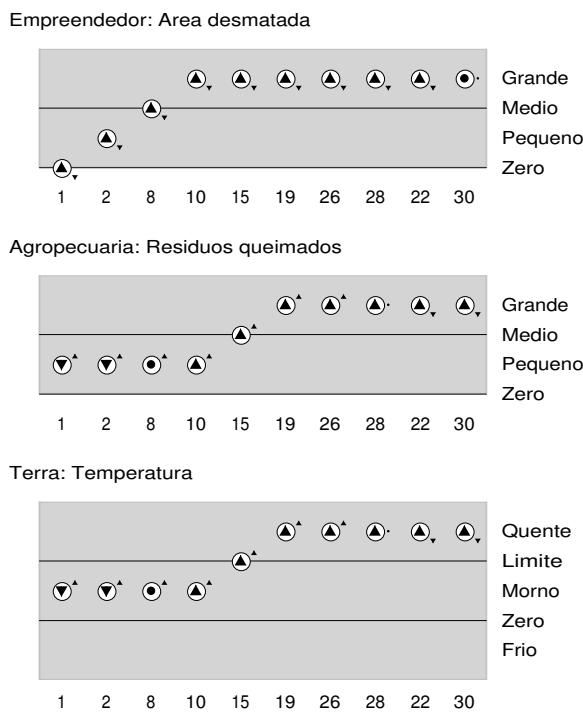 Empreendedor: Area desmatada
Grande
Medio
Pequeno
Zero
1 2 8 10 15 19 26 28 22 30
Agropecuaria: Residuos queimados
Grande
Medio
Pequeno
Zero
1 2 8 10 15 19 26 28 22 30
Terra: Temperatura
Quente
Limite
Morno
Zero
Frio
1 2 8 10 15 19 26 28 22 30